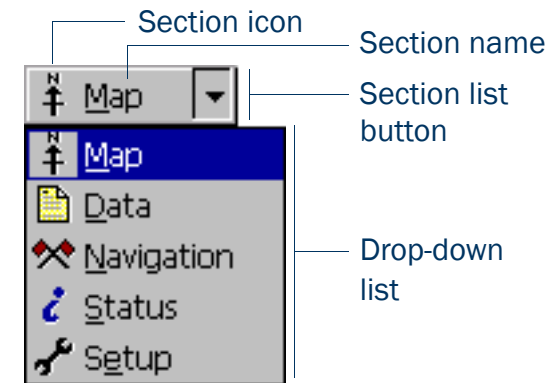 Section icon
Section name
N
Map
Section list
button
N
Map
Data
Navigation
Drop-down
list
i Status
Setup